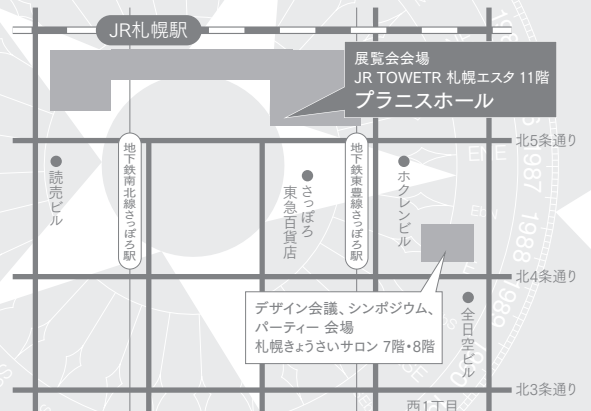 JR札幌駅
展覧会会場
JR TOWETR 札幌エスタ 11階
プラニスホール
北5条通り
読売ビル
地下鉄南北線さっぽろ駅
さっぽろ
東急百貨店
地下鉄東豊線さっぽろ駅
ホクレンビル
ENE
1987
1988
1989
北4条通り
デザイン会議、シンポジウム、
パーティー 会場
札幌きょうさいサロン 7階・8階
全日空ビル
北3条通り
西1丁目